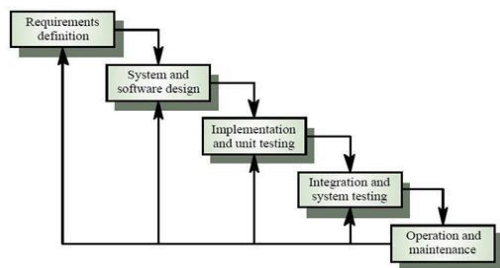 Requirements
definition
System and
software design
Implementation
and unit testing
Integration and
system testing
Operation and
maintenance